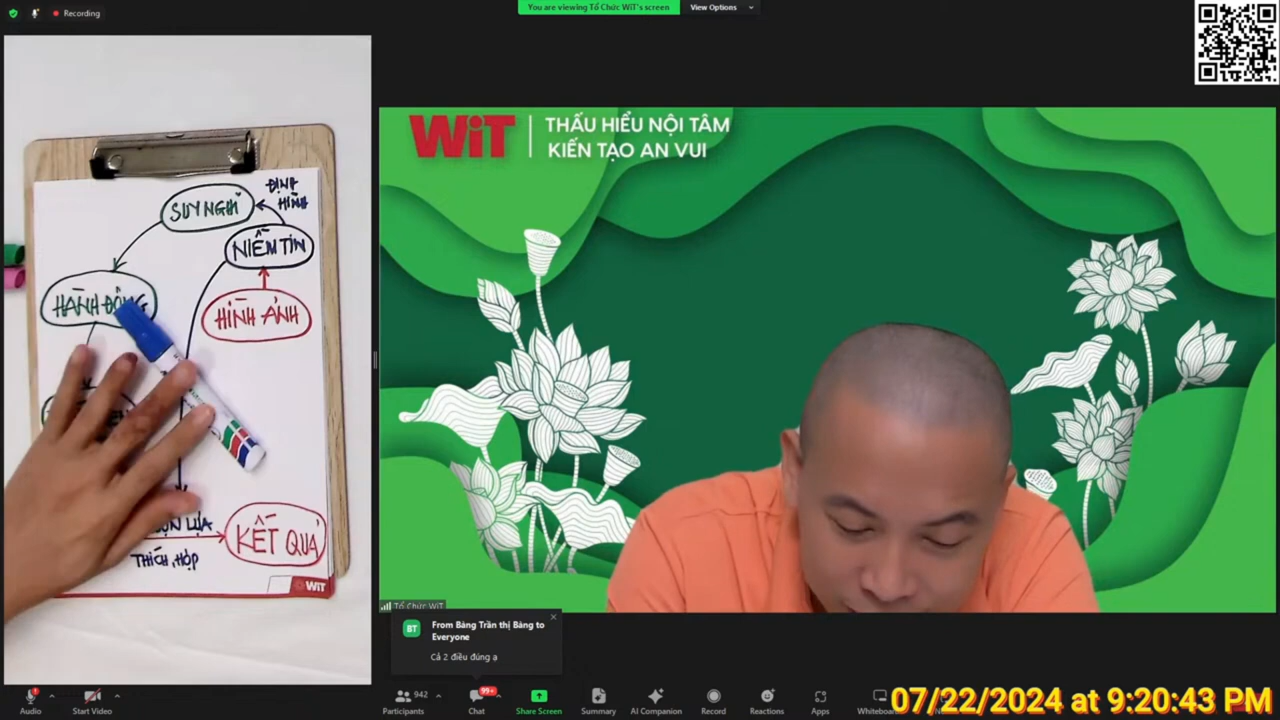 Recording
You are viewing Tổ Chức WiT's screen
View Options
WiT
THẤU HIỂU NỘI TÂM
KIẾN TẠO AN VUI
ĐỊNH
HÌNH
SUY NGHĨ
NIỀM TIN
HÀNH ĐỘNG
HÌNH ẢNH
LỰA
KẾT QUẢ
THÍCH HỢP
WiT
Tổ Chức WiT
BT
From Bảng Trần thị Bảng to
Everyone
Cả 2 điều đúng ạ
Audio
Start Video
Participants
942
Chat
99+
Share Screen
Summary
AI Companion
Record
Reactions
Apps
07/22/2024 at 9:20:43 PM